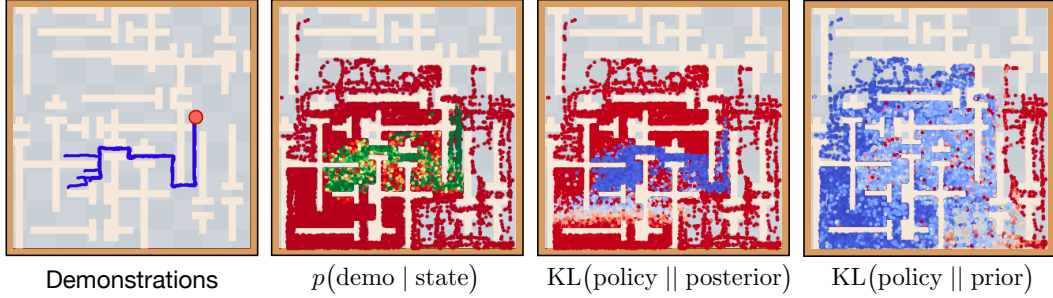 Demonstrations
p(demo | state)
KL(policy || posterior)
KL(policy || prior)